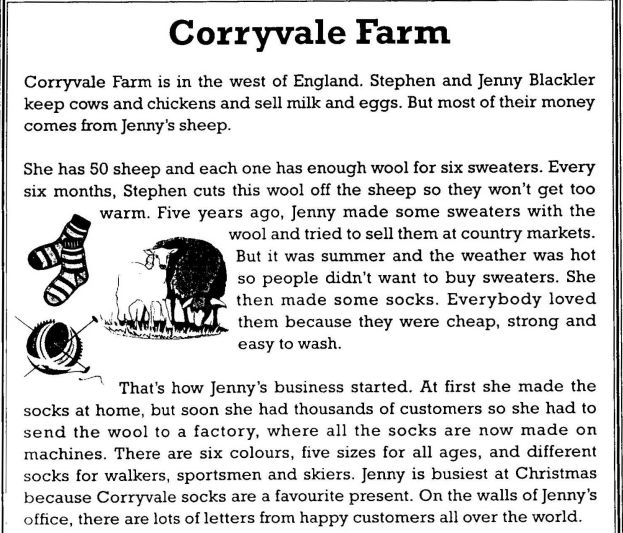 Corryvale Farm
Corryvale Farm is in the west of England. Stephen and Jenny Blackler
keep cows and chickens and sell milk and eggs. But most of their money
comes from Jenny's sheep.
She has 50 sheep and each one has enough wool for six sweaters. Every
six months, Stephen cuts this wool off the sheep so they won't get too
warm. Five years ago, Jenny made some sweaters with the
wool and tried to sell them at country markets.
But it was summer and the weather was hot
so people didn't want to buy sweaters. She
then made some socks. Everybody loved
them because they were cheap, strong and
easy to wash.
That's how Jenny's business started. At first she made the
socks at home, but soon she had thousands of customers so she had to
send the wool to a factory, where all the socks are now made on
machines. There are six colours, five sizes for all ages, and different
socks for walkers, sportsmen and skiers. Jenny is busiest at Christmas
because Corryvale socks are a favourite present. On the walls of Jenny's
office, there are lots of letters from happy customers all over the world.